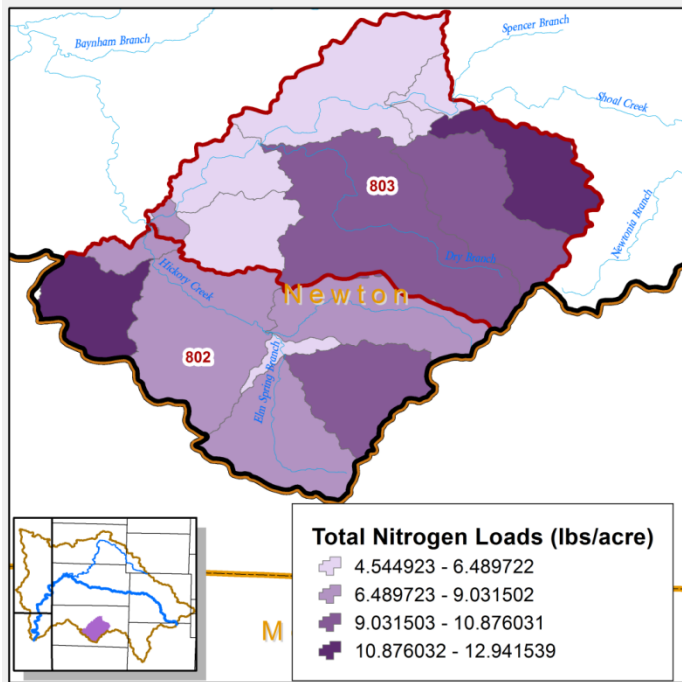 Spencer Branch
Baynham Branch
Shoal Creek
803
Newtonia Branch
Dry Branch
Hickory Creek
Newton
802
Elm Spring Branch
Total Nitrogen Loads (lbs/acre)
4.544923 - 6.489722
6.489723 - 9.031502
9.031503 - 10.876031
10.876032 - 12.941539
M